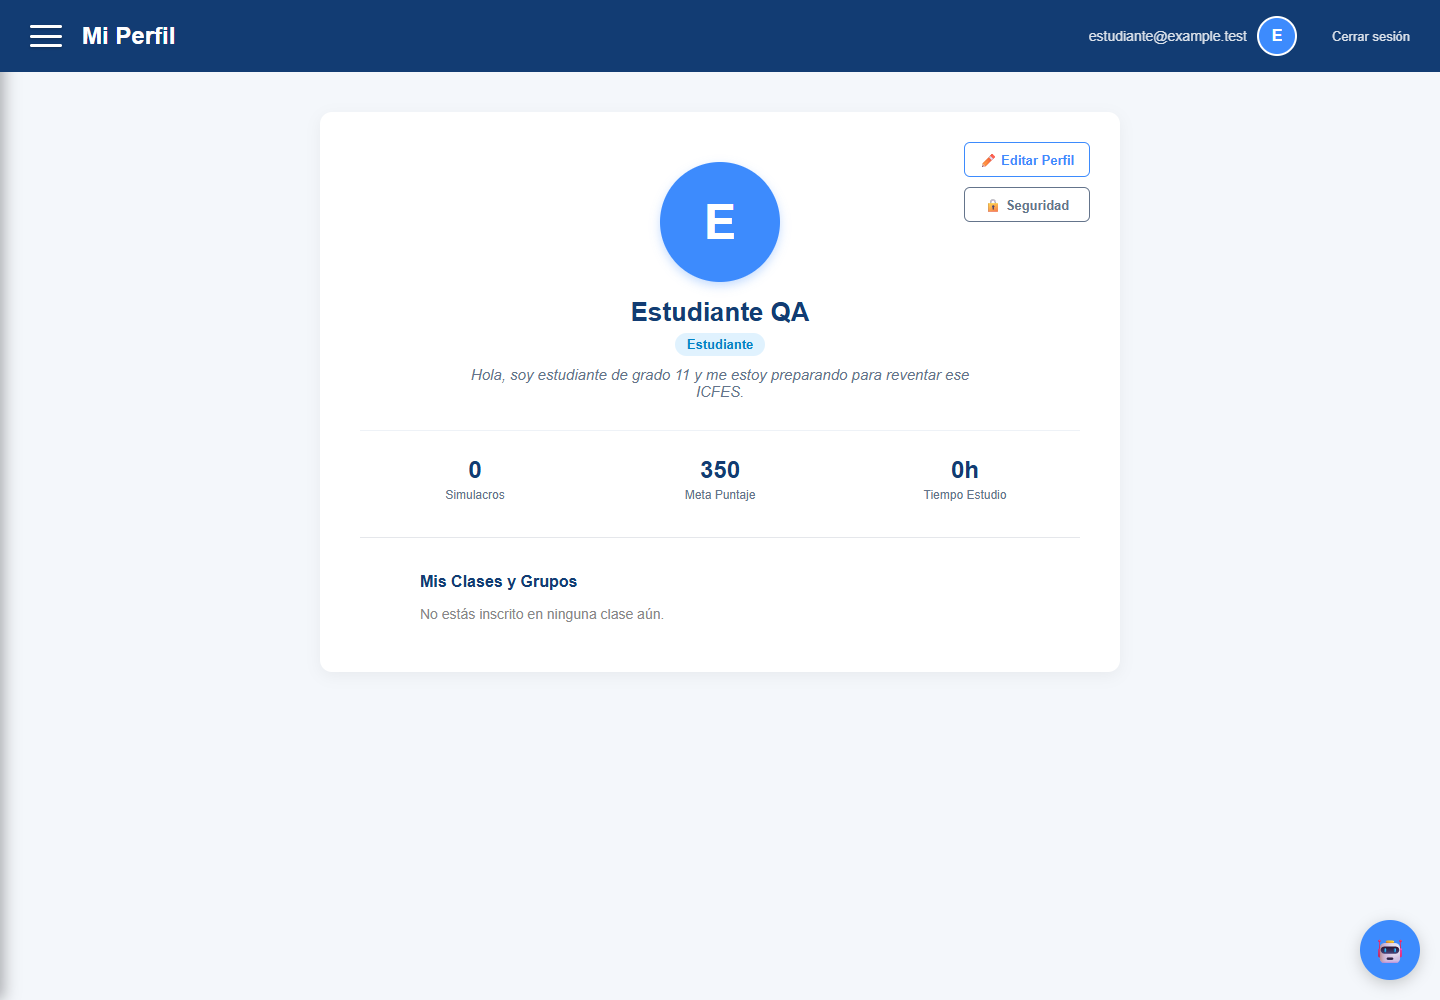 Mi Perfil
estudiante@example.test
E
Cerrar sesión
Editar Perfil
Seguridad
E
Estudiante QA
Estudiante
Hola, soy estudiante de grado 11 y me estoy preparando para reventar ese
ICFES.
0
Simulacros
350
Meta Puntaje
0h
Tiempo Estudio
Mis Clases y Grupos
No estás inscrito en ninguna clase aún.